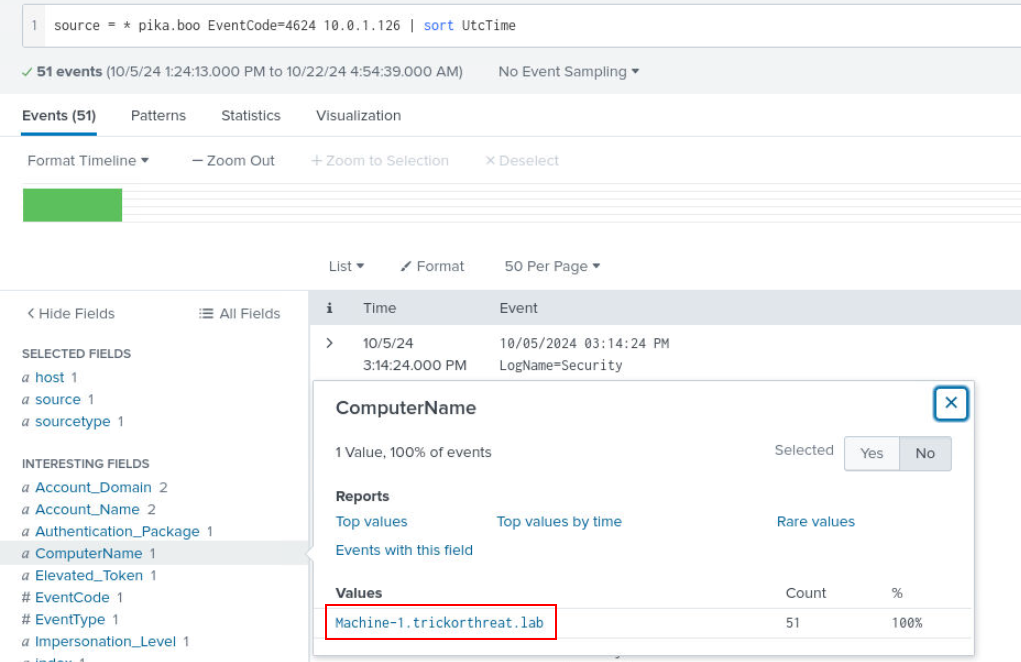 1 source = * pika.boo EventCode=4624 10.0.1.126 | sort UtcTime
51 events (10/5/24 1:24:13.000 PM to 10/22/24 4:54:39.000 AM) No Event Sampling
Events (51) Patterns Statistics Visualization
Format Timeline — Zoom Out + Zoom to Selection × Deselect
List Format 50 Per Page
< Hide Fields All Fields
SELECTED FIELDS
a host 1
a source 1
a sourcetype 1
INTERESTING FIELDS
a Account_Domain 2
a Account_Name 2
a Authentication_Package 1
a ComputerName 1
a Elevated_Token 1
# EventCode 1
# EventType 1
a Impersonation_Level 1
a index 1
i Time Event
> 10/5/24 10/05/2024 03:14:24 PM
3:14:24.000 PM LogName=Security
ComputerName
1 Value, 100% of events Selected Yes No
Reports
Top values Top values by time Rare values
Events with this field
Values Count %
Machine-1.trickorthreat.lab 51 100%